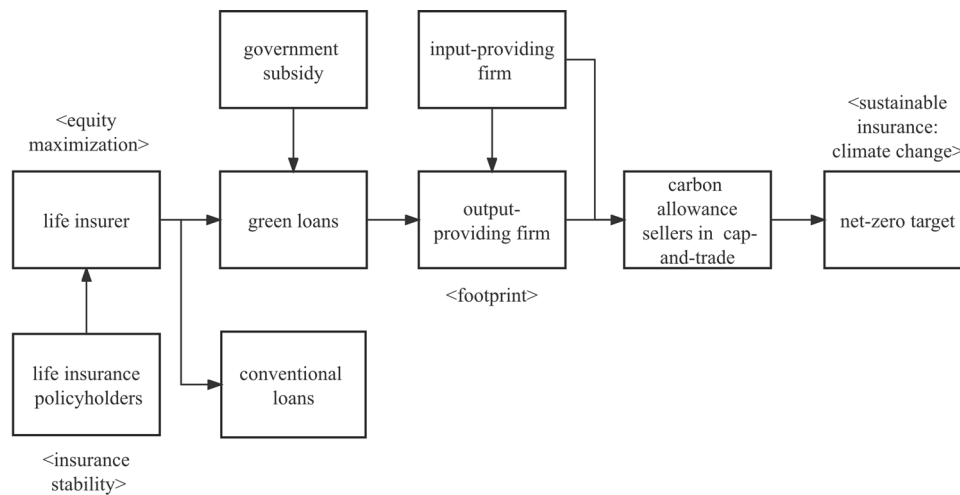 government
subsidy
input-providing
firm
<equity
maximization>
<sustainable
insurance:
climate change>
life insurer
green loans
output-
providing firm
carbon
allowance
sellers in cap-
and-trade
net-zero target
<footprint>
life insurance
policyholders
conventional
loans
<insurance
stability>